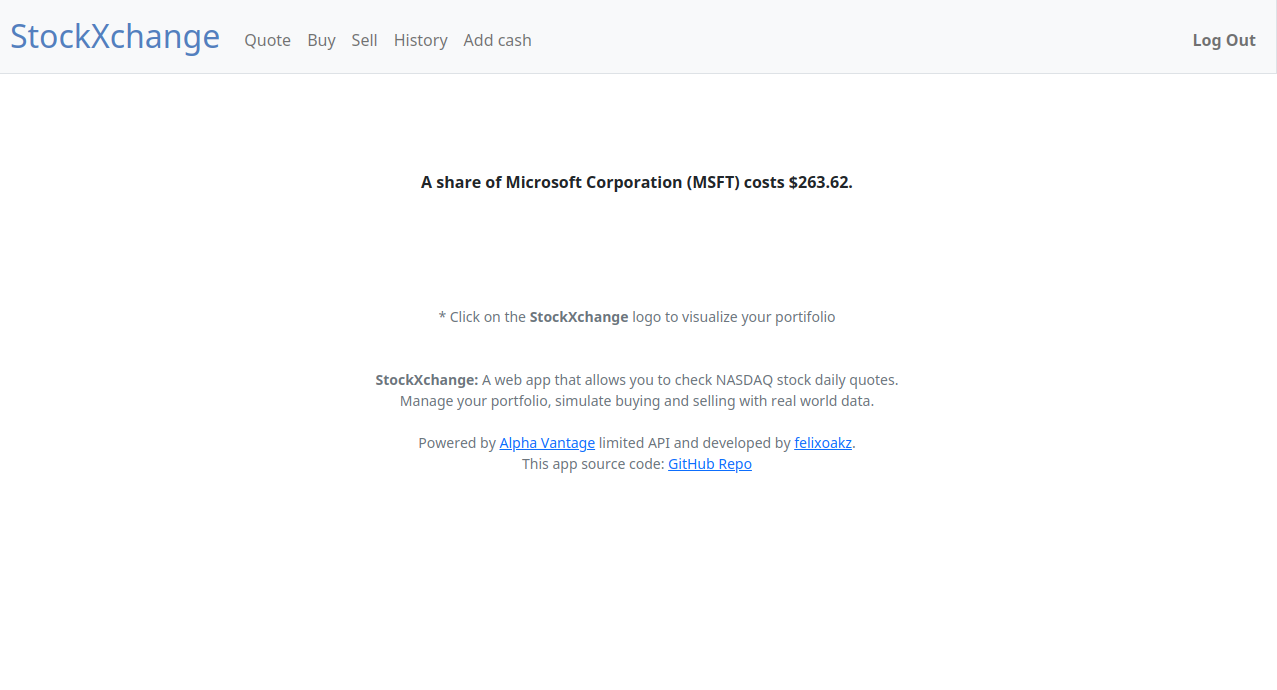 StockXchange Quote Buy Sell History Add cash Log Out
A share of Microsoft Corporation (MSFT) costs $263.62.
* Click on the StockXchange logo to visualize your portifolio
StockXchange: A web app that allows you to check NASDAQ stock daily quotes.
Manage your portfolio, simulate buying and selling with real world data.
Powered by Alpha Vantage limited API and developed by felixoakz.
This app source code: GitHub Repo